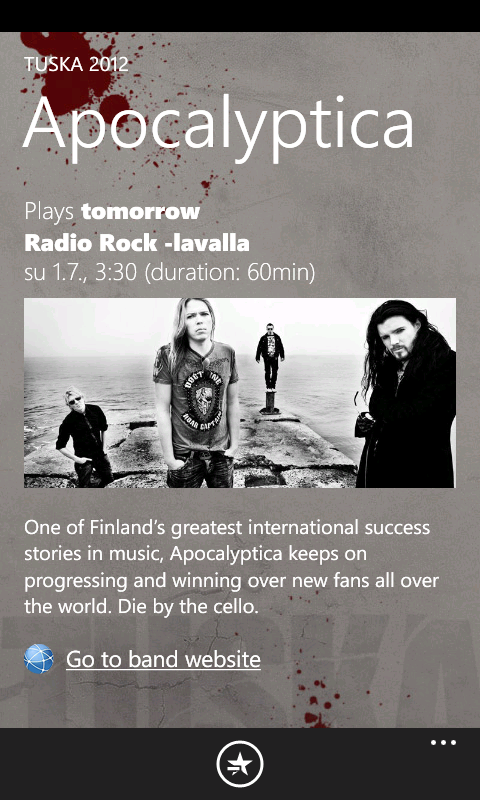 TUSKA 2012
Apocalyptica
Plays tomorrow
Radio Rock -lavalla
su 1.7., 3:30 (duration: 60min)
DOCTONE
ROAD CAPTAIN
One of Finland's greatest international success
stories in music, Apocalyptica keeps on
progressing and winning over new fans all over
the world. Die by the cello.
TUSKA
Go to band website